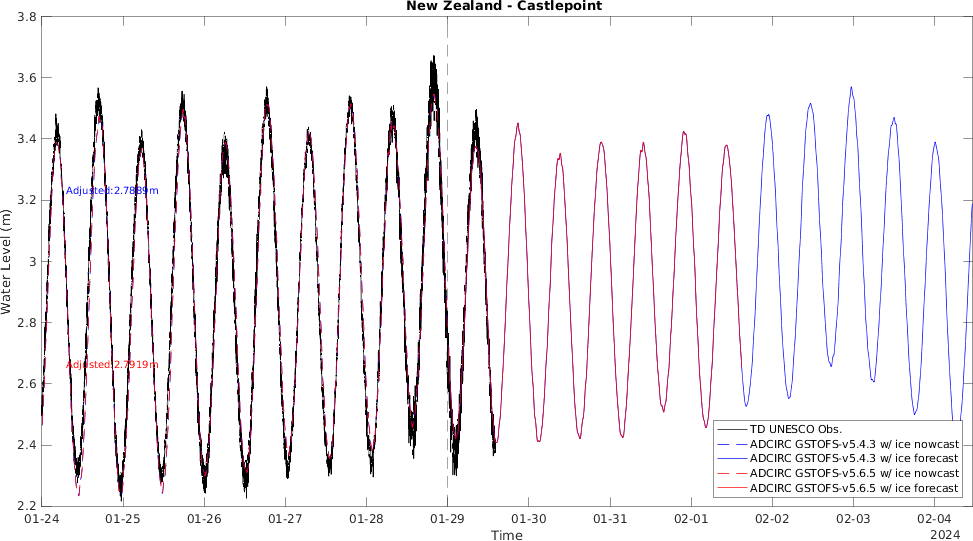 New Zealand - Castlepoint
3.8
3.6
3.4
3.2
3
2.8
2.6
2.4
2.2
Water Level (m)
Adjusted:2.7889m
Adjusted:2.7919m
TD UNESCO Obs.
ADCIRC GSTOFS-v5.4.3 w/ ice nowcast
ADCIRC GSTOFS-v5.4.3 w/ ice forecast
ADCIRC GSTOFS-v5.6.5 w/ ice nowcast
ADCIRC GSTOFS-v5.6.5 w/ ice forecast
01-24 01-25 01-26 01-27 01-28 01-29 01-30 01-31 02-01 02-02 02-03 02-04
2024
Time